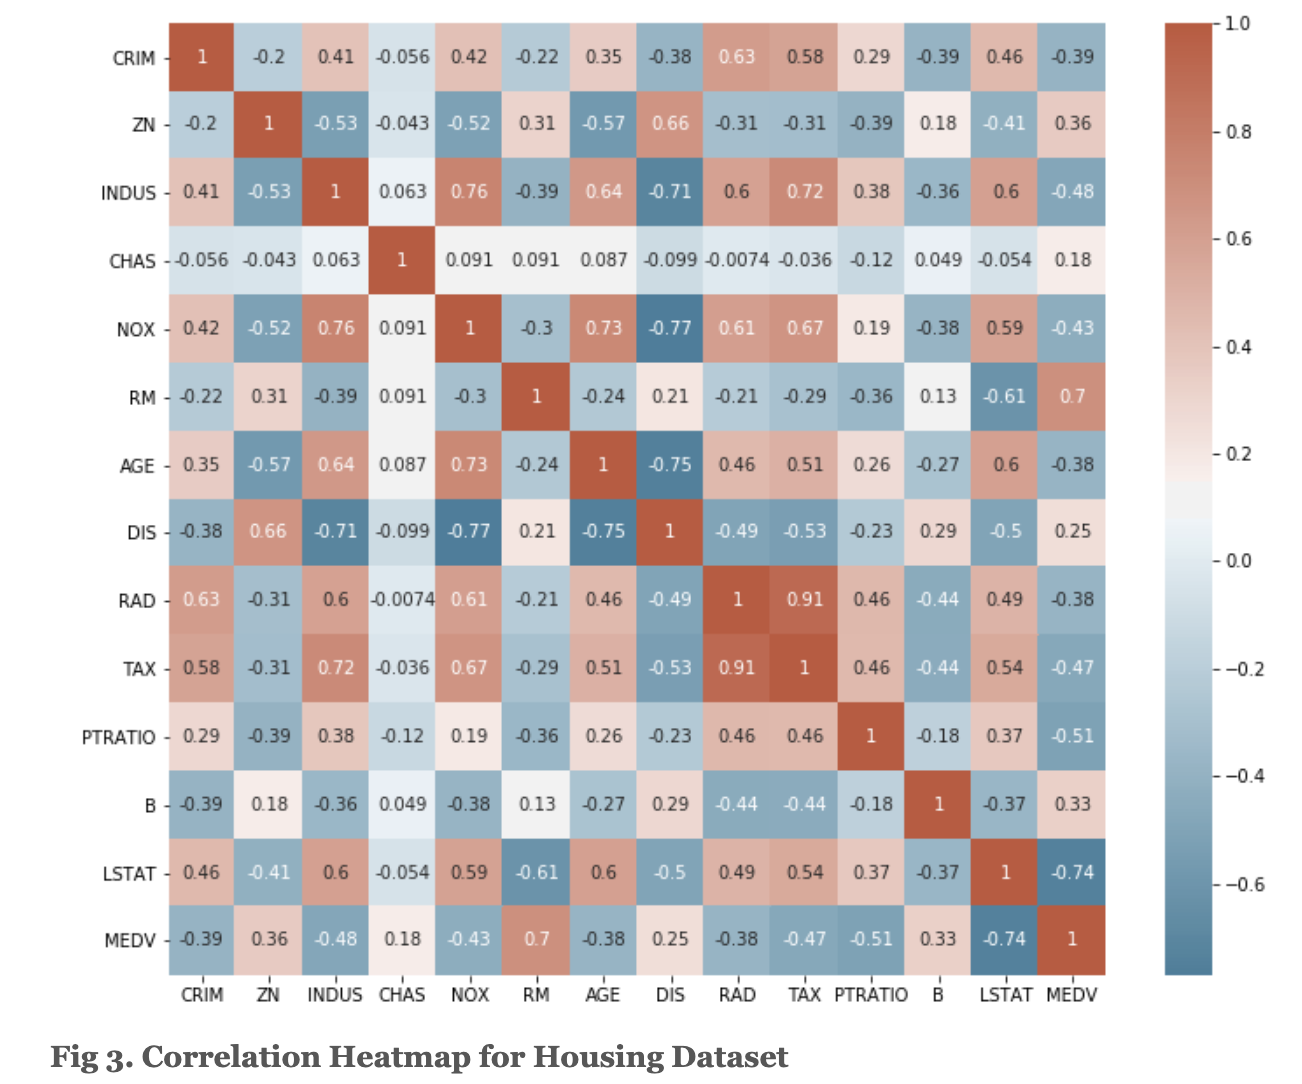 CRIM 1 -0.2 0.41 -0.056 0.42 -0.22 0.35 -0.38 0.63 0.58 0.29 -0.39 0.46 -0.39
ZN -0.2 1 -0.53 -0.043 -0.52 0.31 -0.57 0.66 -0.31 -0.31 -0.39 0.18 -0.41 0.36
INDUS 0.41 -0.53 1 0.063 0.76 -0.39 0.64 -0.71 0.6 0.72 0.38 -0.36 0.6 -0.48
CHAS -0.056 -0.043 0.063 1 0.091 0.091 0.087 -0.099 -0.0074 -0.036 -0.12 0.049 -0.054 0.18
NOX 0.42 -0.52 0.76 0.091 1 -0.3 0.73 -0.77 0.61 0.67 0.19 -0.38 0.59 -0.43
RM -0.22 0.31 -0.39 0.091 -0.3 1 -0.24 0.21 -0.21 -0.29 -0.36 0.13 -0.61 0.7
AGE 0.35 -0.57 0.64 0.087 0.73 -0.24 1 -0.75 0.46 0.51 0.26 -0.27 0.6 -0.38
DIS -0.38 0.66 -0.71 -0.099 -0.77 0.21 -0.75 1 -0.49 -0.53 -0.23 0.29 -0.5 0.25
RAD 0.63 -0.31 0.6 -0.0074 0.61 -0.21 0.46 -0.49 1 0.91 0.46 -0.44 0.49 -0.38
TAX 0.58 -0.31 0.72 -0.036 0.67 -0.29 0.51 -0.53 0.91 1 0.46 -0.44 0.54 -0.47
PTRATIO 0.29 -0.39 0.38 -0.12 0.19 -0.36 0.26 -0.23 0.46 0.46 1 -0.18 0.37 -0.51
B -0.39 0.18 -0.36 0.049 -0.38 0.13 -0.27 0.29 -0.44 -0.44 -0.18 1 -0.37 0.33
LSTAT 0.46 -0.41 0.6 -0.054 0.59 -0.61 0.6 -0.5 0.49 0.54 0.37 -0.37 1 -0.74
MEDV -0.39 0.36 -0.48 0.18 -0.43 0.7 -0.38 0.25 -0.38 -0.47 -0.51 0.33 -0.74 1
CRIM ZN INDUS CHAS NOX RM AGE DIS RAD TAX PTRATIO B LSTAT MEDV
1.0
0.8
0.6
0.4
0.2
0.0
−0.2
−0.4
−0.6
Fig 3. Correlation Heatmap for Housing Dataset